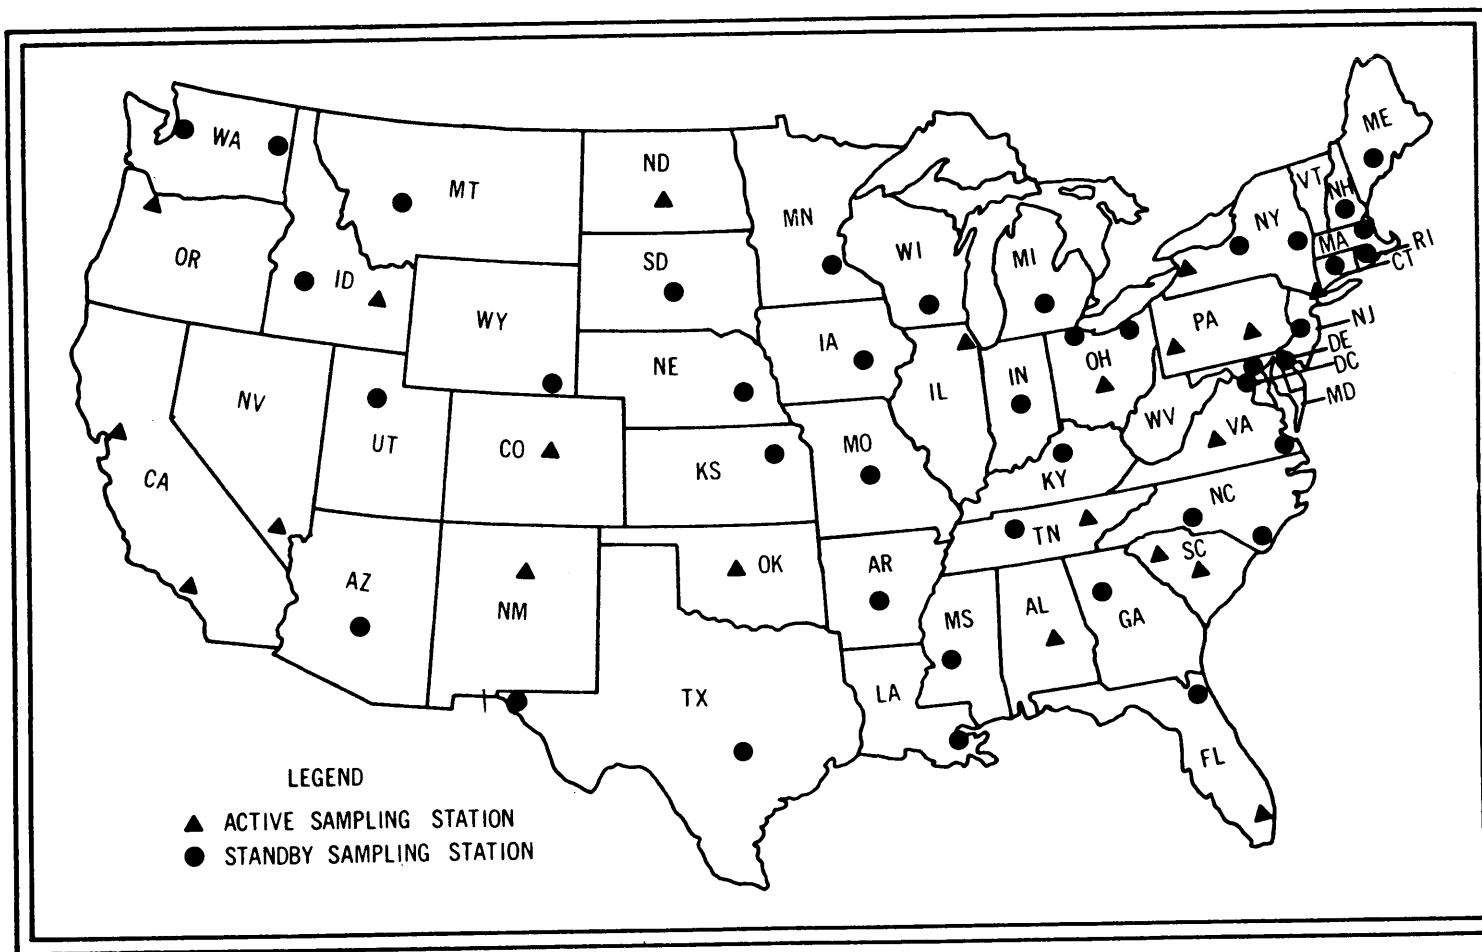 WA
MT
ND
MN
ME
VT
NH
NY
MA
RI
CT
OR
ID
SD
WI
MI
WY
IA
PA
NJ
NE
OH
DE
DC
MD
NV
UT
CO
KS
MO
IL
IN
WV
VA
KY
CA
NC
TN
SC
AZ
NM
OK
AR
MS
AL
GA
TX
LA
FL
LEGEND
ACTIVE SAMPLING STATION
STANDBY SAMPLING STATION